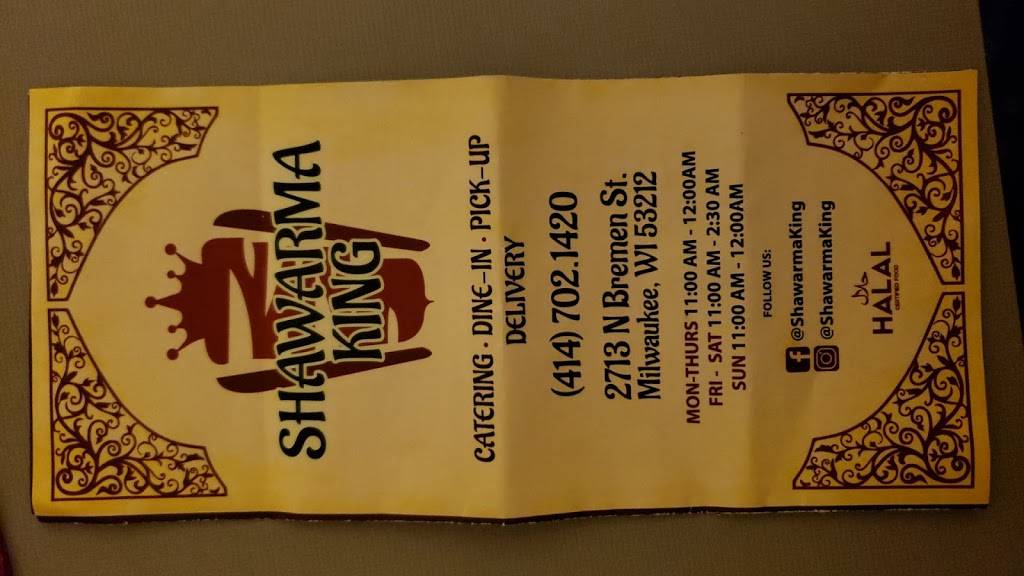 SHAWARMA
KING
CATERING · DINE-IN · PICK-UP
DELIVERY
(414) 702.1420
2713 N Bremen St.
Milwaukee, WI 53212
MON-THURS 11:00 AM - 12:00AM
FRI - SAT 11:00 AM - 2:30 AM
SUN 11:00 AM - 12:00AM
FOLLOW US:
@ShawarmaKing
@ShawarmaKing
حلال
HALAL
CERTIFIED FOOD